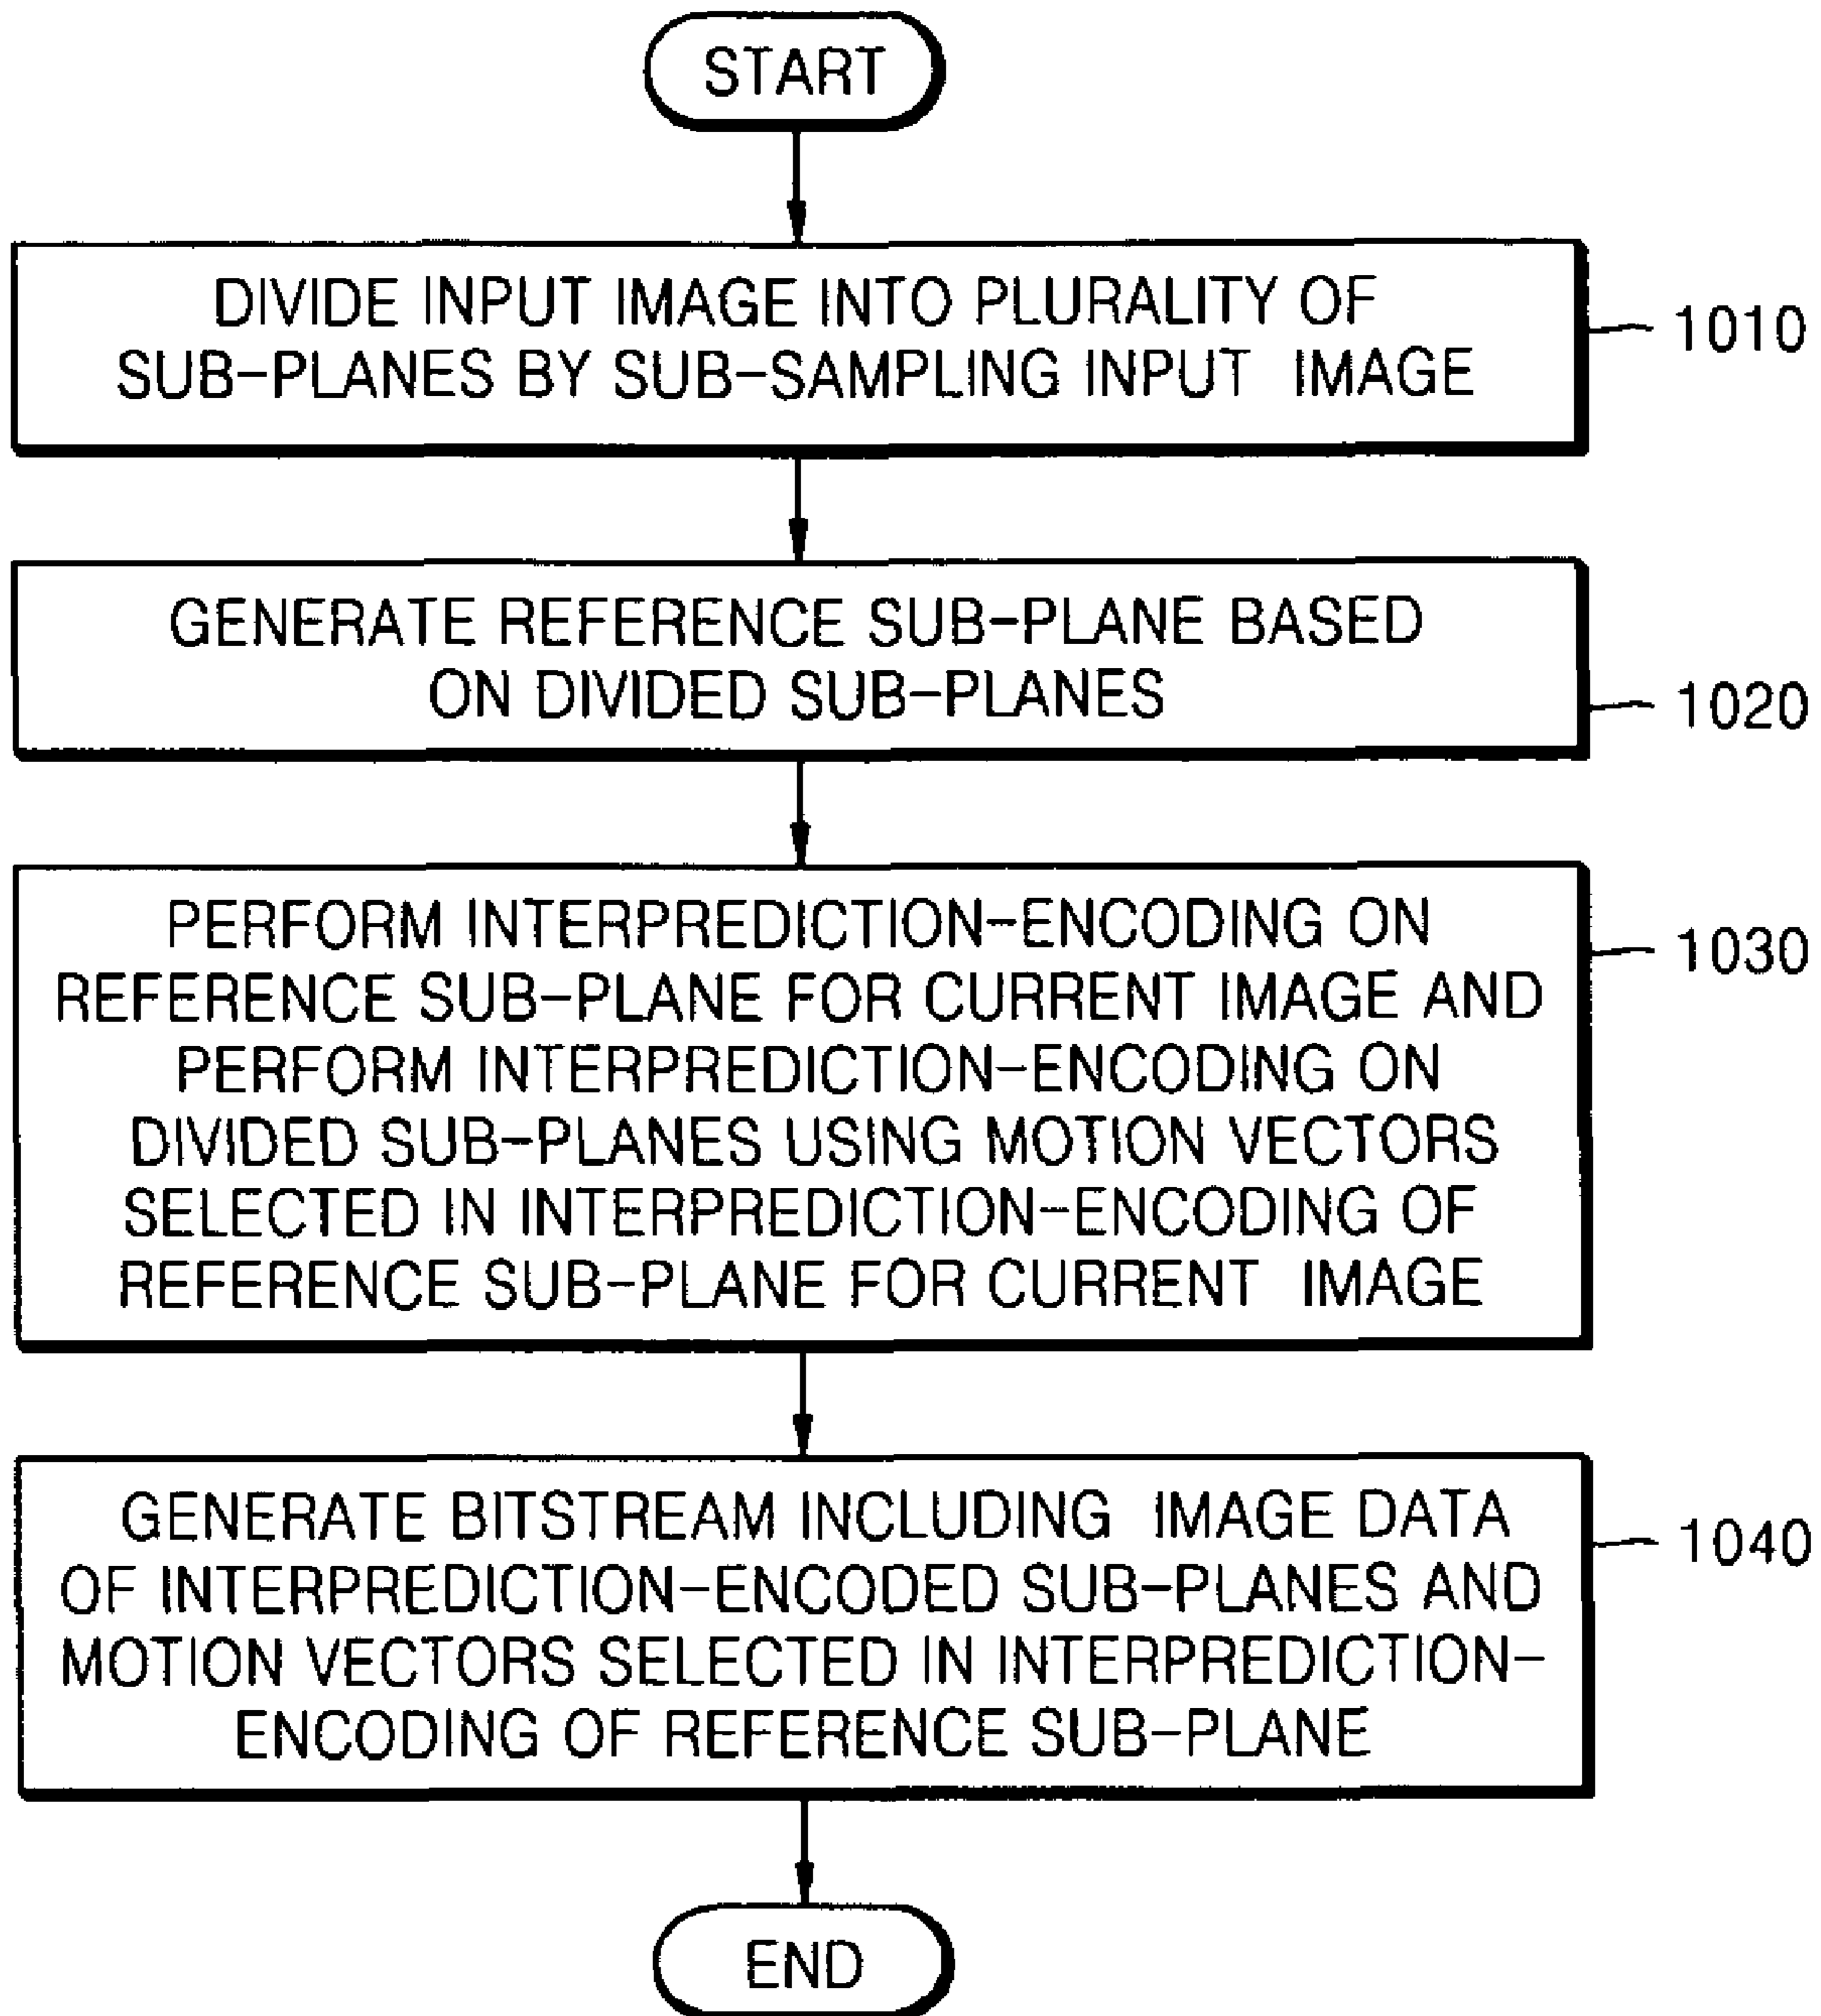 START
DIVIDE INPUT IMAGE INTO PLURALITY OF
SUB-PLANES BY SUB-SAMPLING INPUT IMAGE
1010
GENERATE REFERENCE SUB-PLANE BASED
ON DIVIDED SUB-PLANES
1020
PERFORM INTERPREDICTION-ENCODING ON
REFERENCE SUB-PLANE FOR CURRENT IMAGE AND
PERFORM INTERPREDICTION-ENCODING ON
DIVIDED SUB-PLANES USING MOTION VECTORS
SELECTED IN INTERPREDICTION-ENCODING OF
REFERENCE SUB-PLANE FOR CURRENT IMAGE
1030
GENERATE BITSTREAM INCLUDING IMAGE DATA
OF INTERPREDICTION-ENCODED SUB-PLANES AND
MOTION VECTORS SELECTED IN INTERPREDICTION-
ENCODING OF REFERENCE SUB-PLANE
1040
END